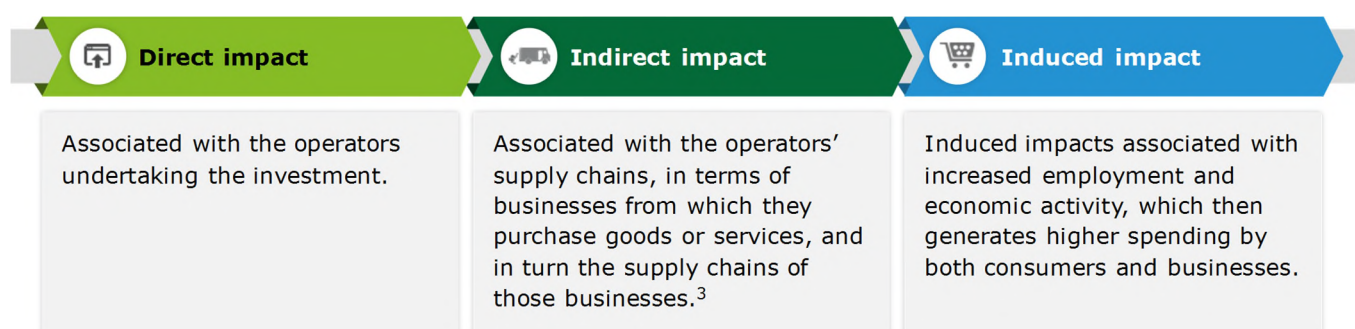 Direct impact
Associated with the operators
undertaking the investment.
Indirect impact
Associated with the operators’
supply chains, in terms of
businesses from which they
purchase goods or services, and
in turn the supply chains of
those businesses.³
Induced impact
Induced impacts associated with
increased employment and
economic activity, which then
generates higher spending by
both consumers and businesses.